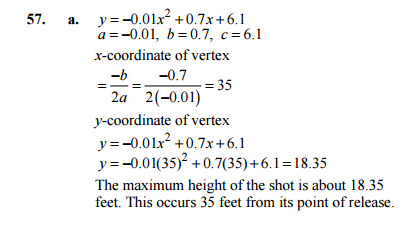 57. a. y = –0.01x² + 0.7x + 6.1
a = –0.01, b = 0.7, c = 6.1
x-coordinate of vertex
= –b/2a = –0.7/2(–0.01) = 35
y-coordinate of vertex
y = –0.01x² + 0.7x + 6.1
y = –0.01(35)² + 0.7(35) + 6.1 = 18.35
The maximum height of the shot is about 18.35
feet. This occurs 35 feet from its point of release.